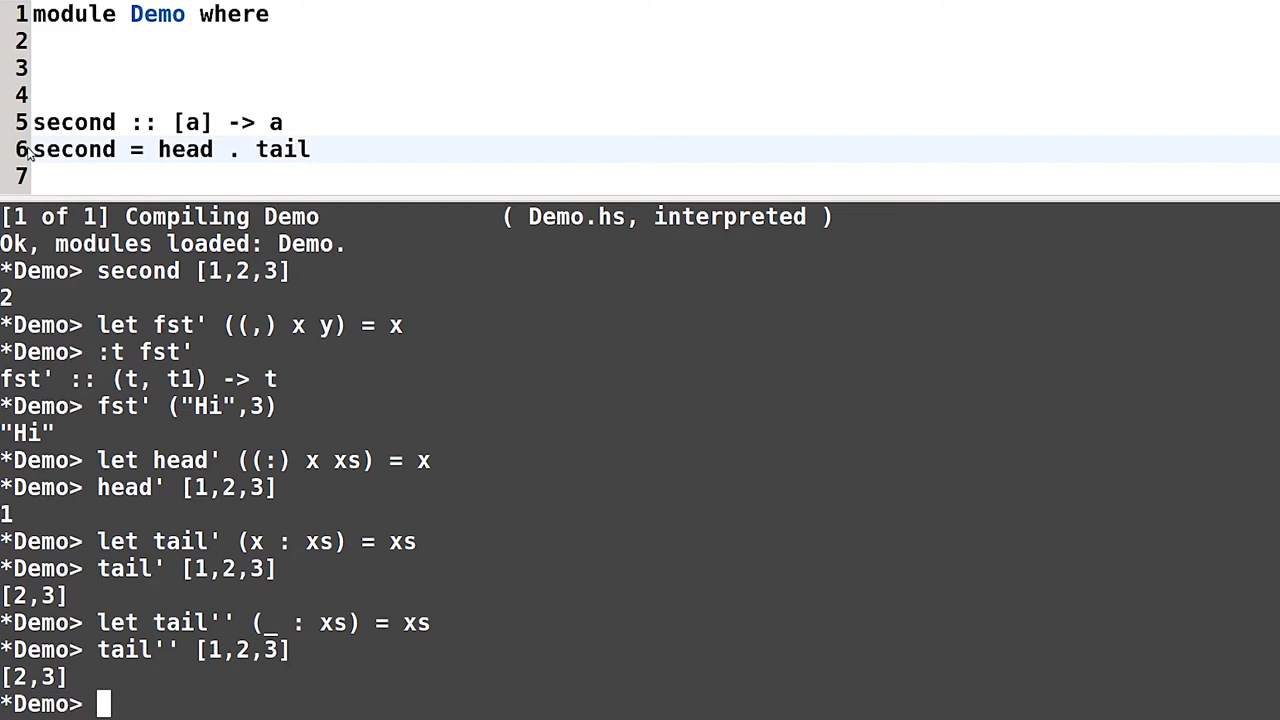 1 module Demo where
2
3
4
5 second :: [a] -> a
6 second = head . tail
7
[1 of 1] Compiling Demo             ( Demo.hs, interpreted )
Ok, modules loaded: Demo.
*Demo> second [1,2,3]
2
*Demo> let fst' ((,) x y) = x
*Demo> :t fst'
fst' :: (t, t1) -> t
*Demo> fst' ("Hi",3)
"Hi"
*Demo> let head' ((:) x xs) = x
*Demo> head' [1,2,3]
1
*Demo> let tail' (x : xs) = xs
*Demo> tail' [1,2,3]
[2,3]
*Demo> let tail'' (_ : xs) = xs
*Demo> tail'' [1,2,3]
[2,3]
*Demo>